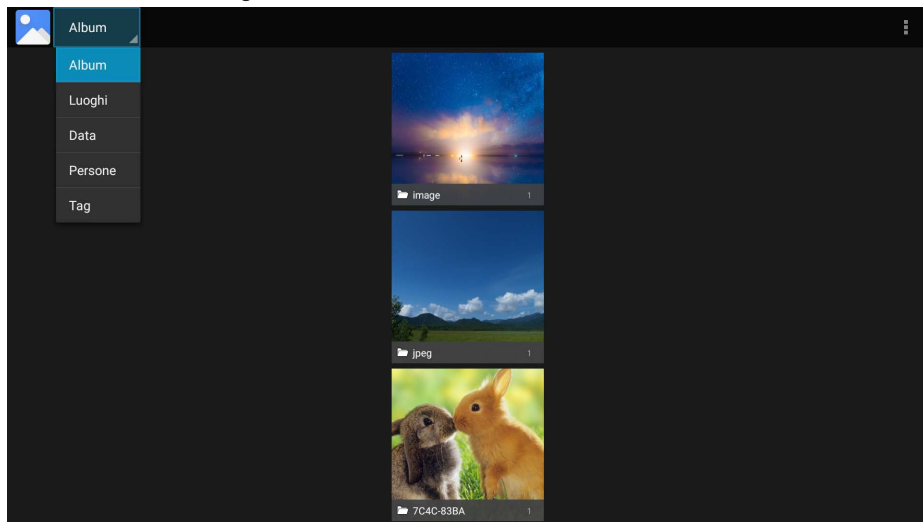 Album
Album
Luoghi
Data
Persone
Tag
image 1
jpeg 1
7C4C-83BA 1